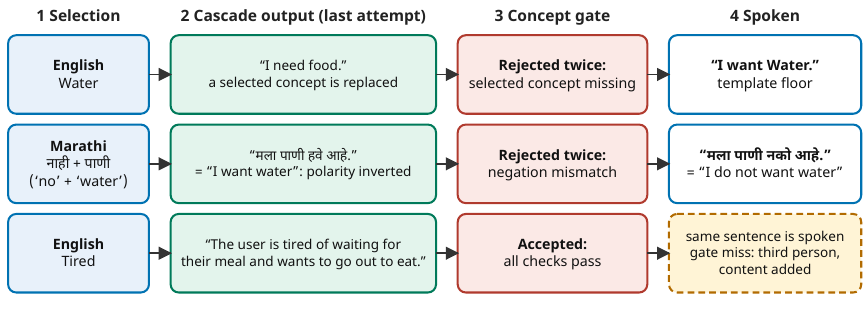 1 Selection
2 Cascade output (last attempt)
3 Concept gate
4 Spoken
English
Water
“I need food.”
a selected concept is replaced
Rejected twice:
selected concept missing
“I want Water.”
template floor
Marathi
नाही + पाणी
(‘no’ + ‘water’)
“मला पाणी हवे आहे.”
= “I want water”: polarity inverted
Rejected twice:
negation mismatch
“मला पाणी नको आहे.”
= “I do not want water”
English
Tired
“The user is tired of waiting for
their meal and wants to go out to eat.”
Accepted:
all checks pass
same sentence is spoken
gate miss: third person,
content added